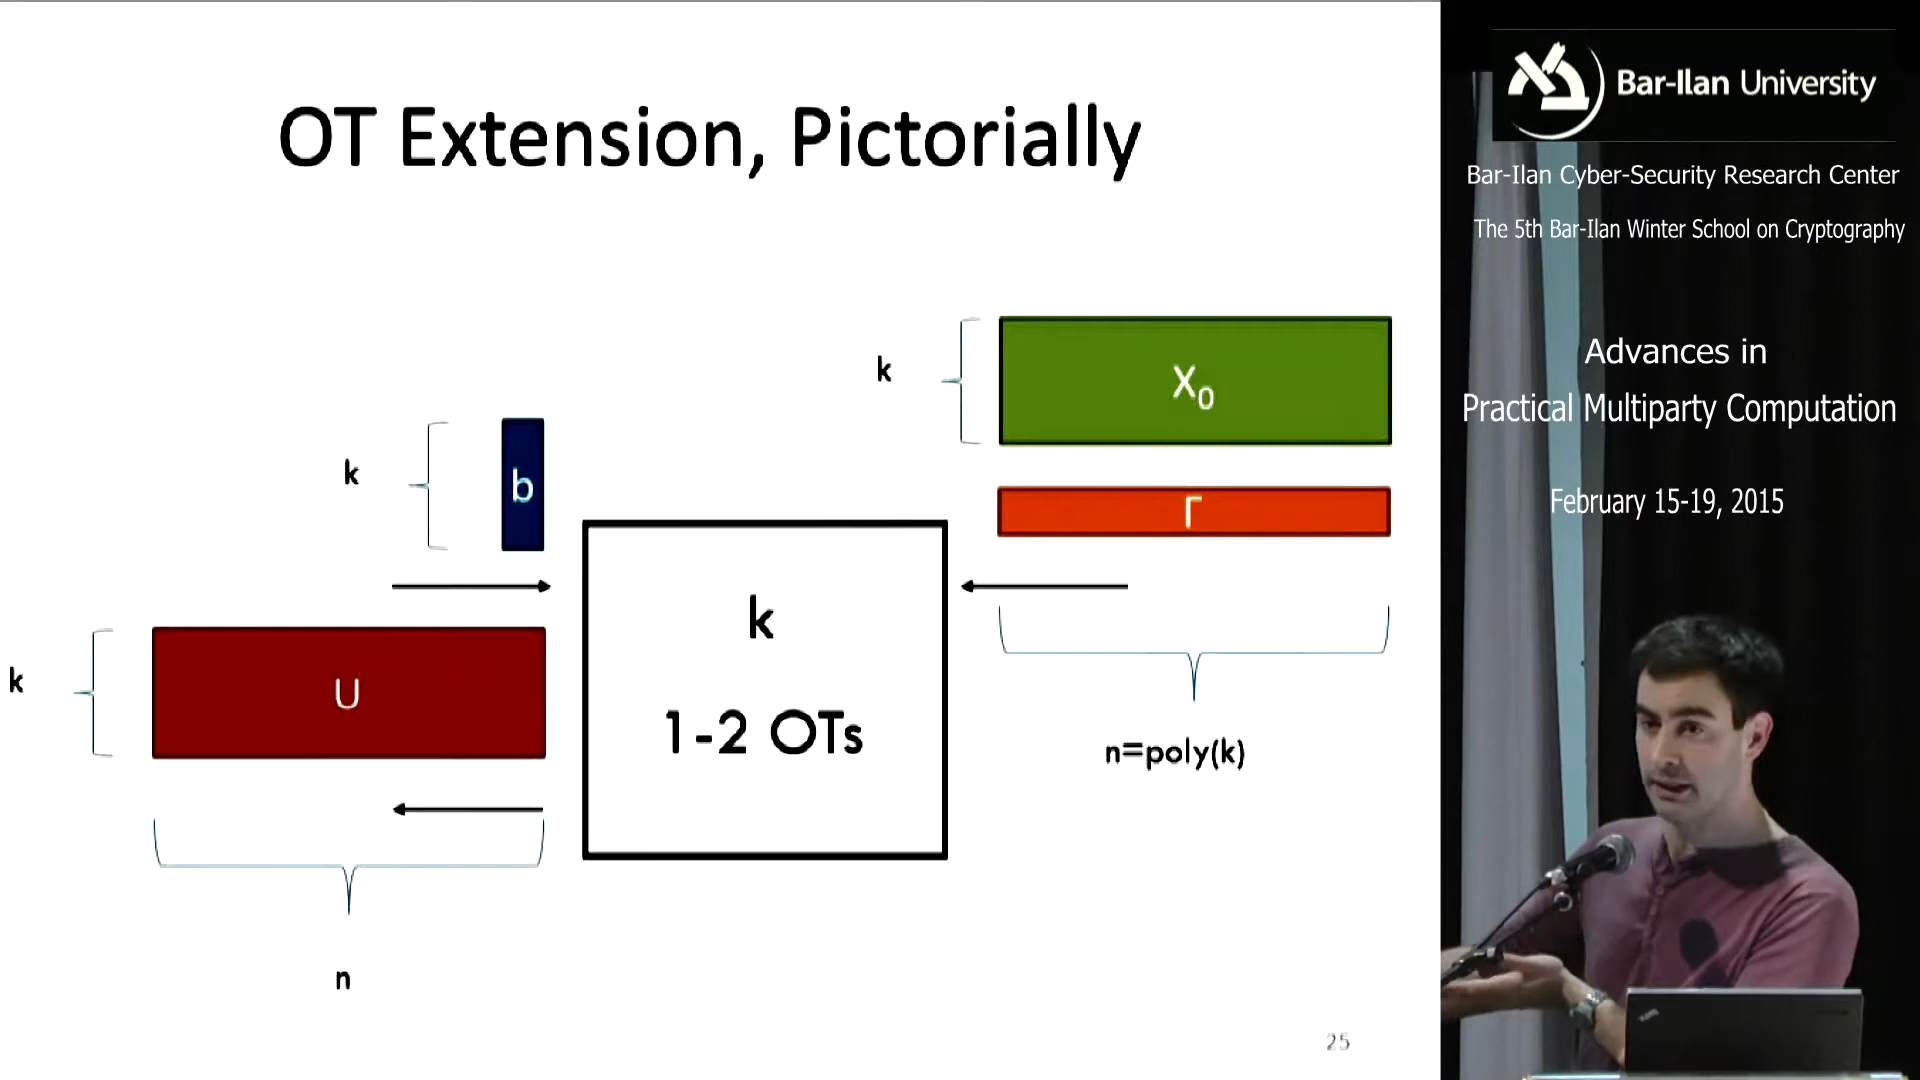 OT Extension, Pictorially
k
X₀
k
b
Γ
k
1-2 OTs
k
U
n=poly(k)
n
25
Bar-Ilan University
Bar-Ilan Cyber-Security Research Center
The 5th Bar-Ilan Winter School on Cryptography
Advances in
Practical Multiparty Computation
February 15-19, 2015